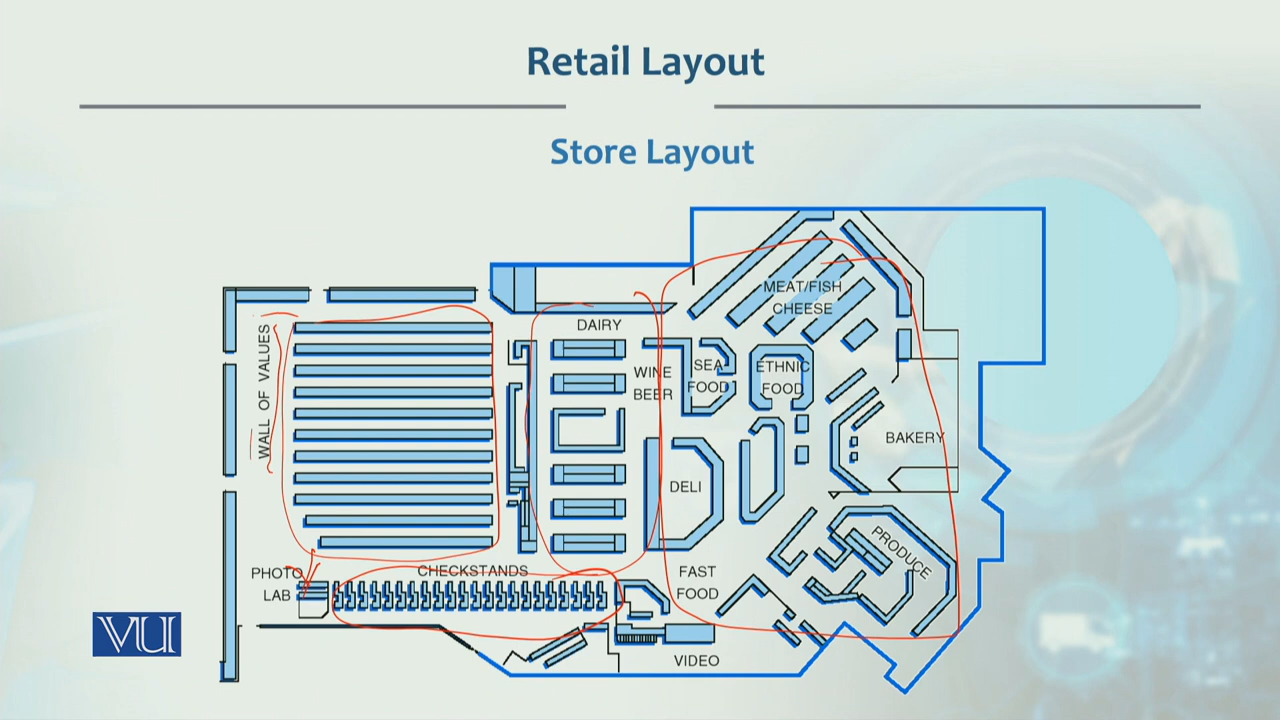 Retail Layout
Store Layout
MEAT/FISH
CHEESE
DAIRY
WALL OF VALUES
WINE
BEER
SEA
FOOD
ETHNIC
FOOD
BAKERY
DELI
PRODUCE
PHOTO
LAB
CHECKSTANDS
FAST
FOOD
VIDEO
VU